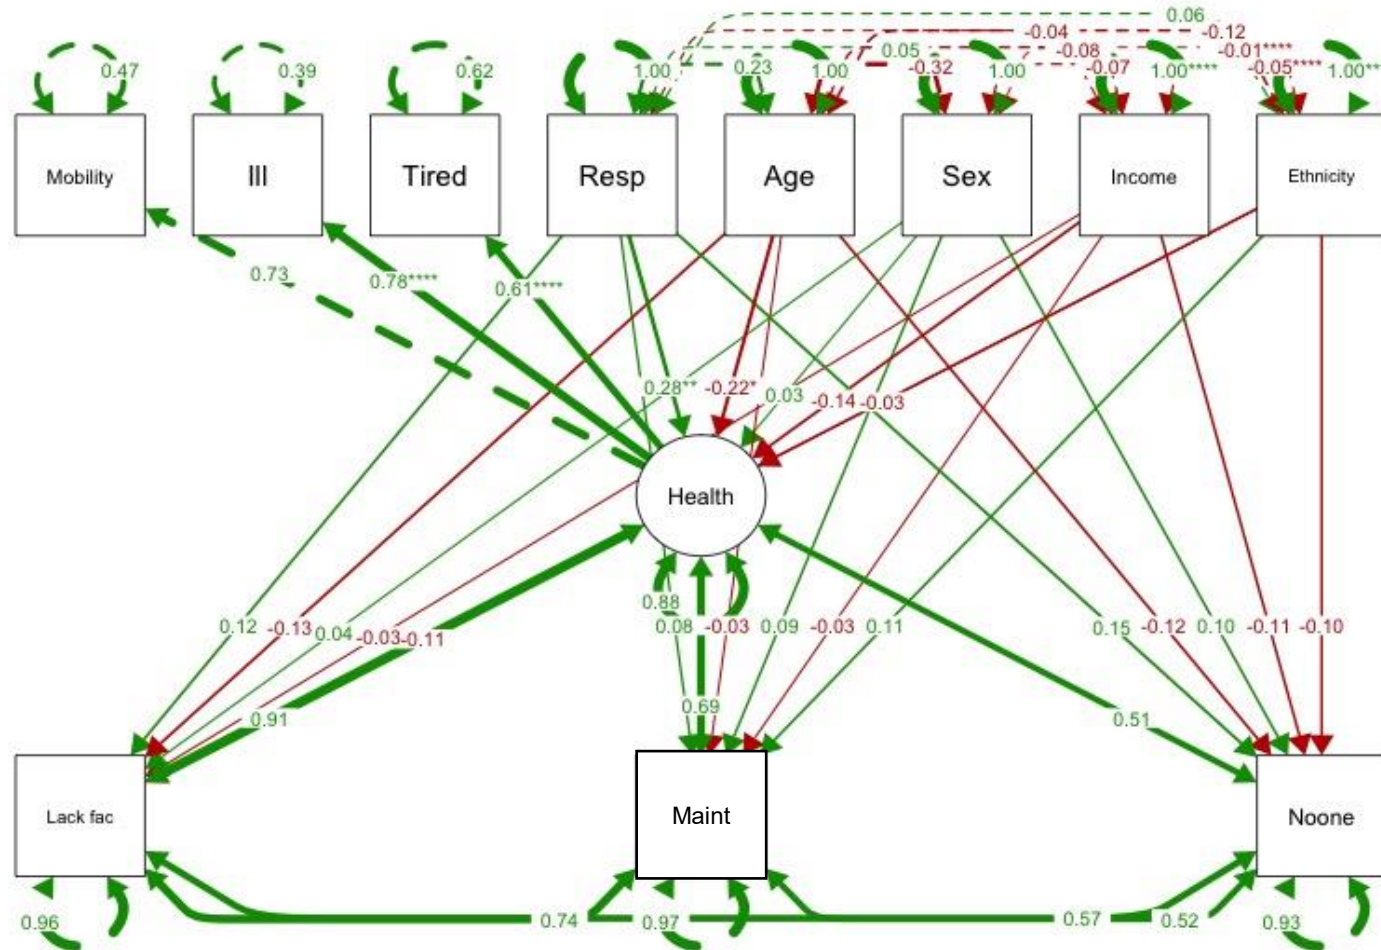 0.06
-0.04 -0.12
0.05 -0.08 -0.01****
0.47 0.39 0.62 1.00 0.23 1.00 -0.32 1.00 -0.07 1.00**** -0.05**** 1.00**
Mobility Ill Tired Resp Age Sex Income Ethnicity
0.73 0.78**** 0.61****
0.28** -0.22* 0.03 -0.14 -0.03
Health
0.88
0.12 -0.13 0.04 -0.03 -0.11 0.08 -0.03 0.09 -0.03 0.11 0.15 -0.12 0.10 -0.11 -0.10
0.91 0.69 0.51
Lack fac Maint Noone
0.96 0.74 0.97 0.57 0.52 0.93